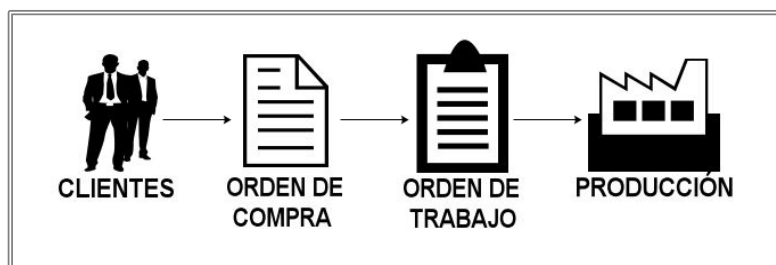 CLIENTES
ORDEN DE
COMPRA
ORDEN DE
TRABAJO
PRODUCCIÓN